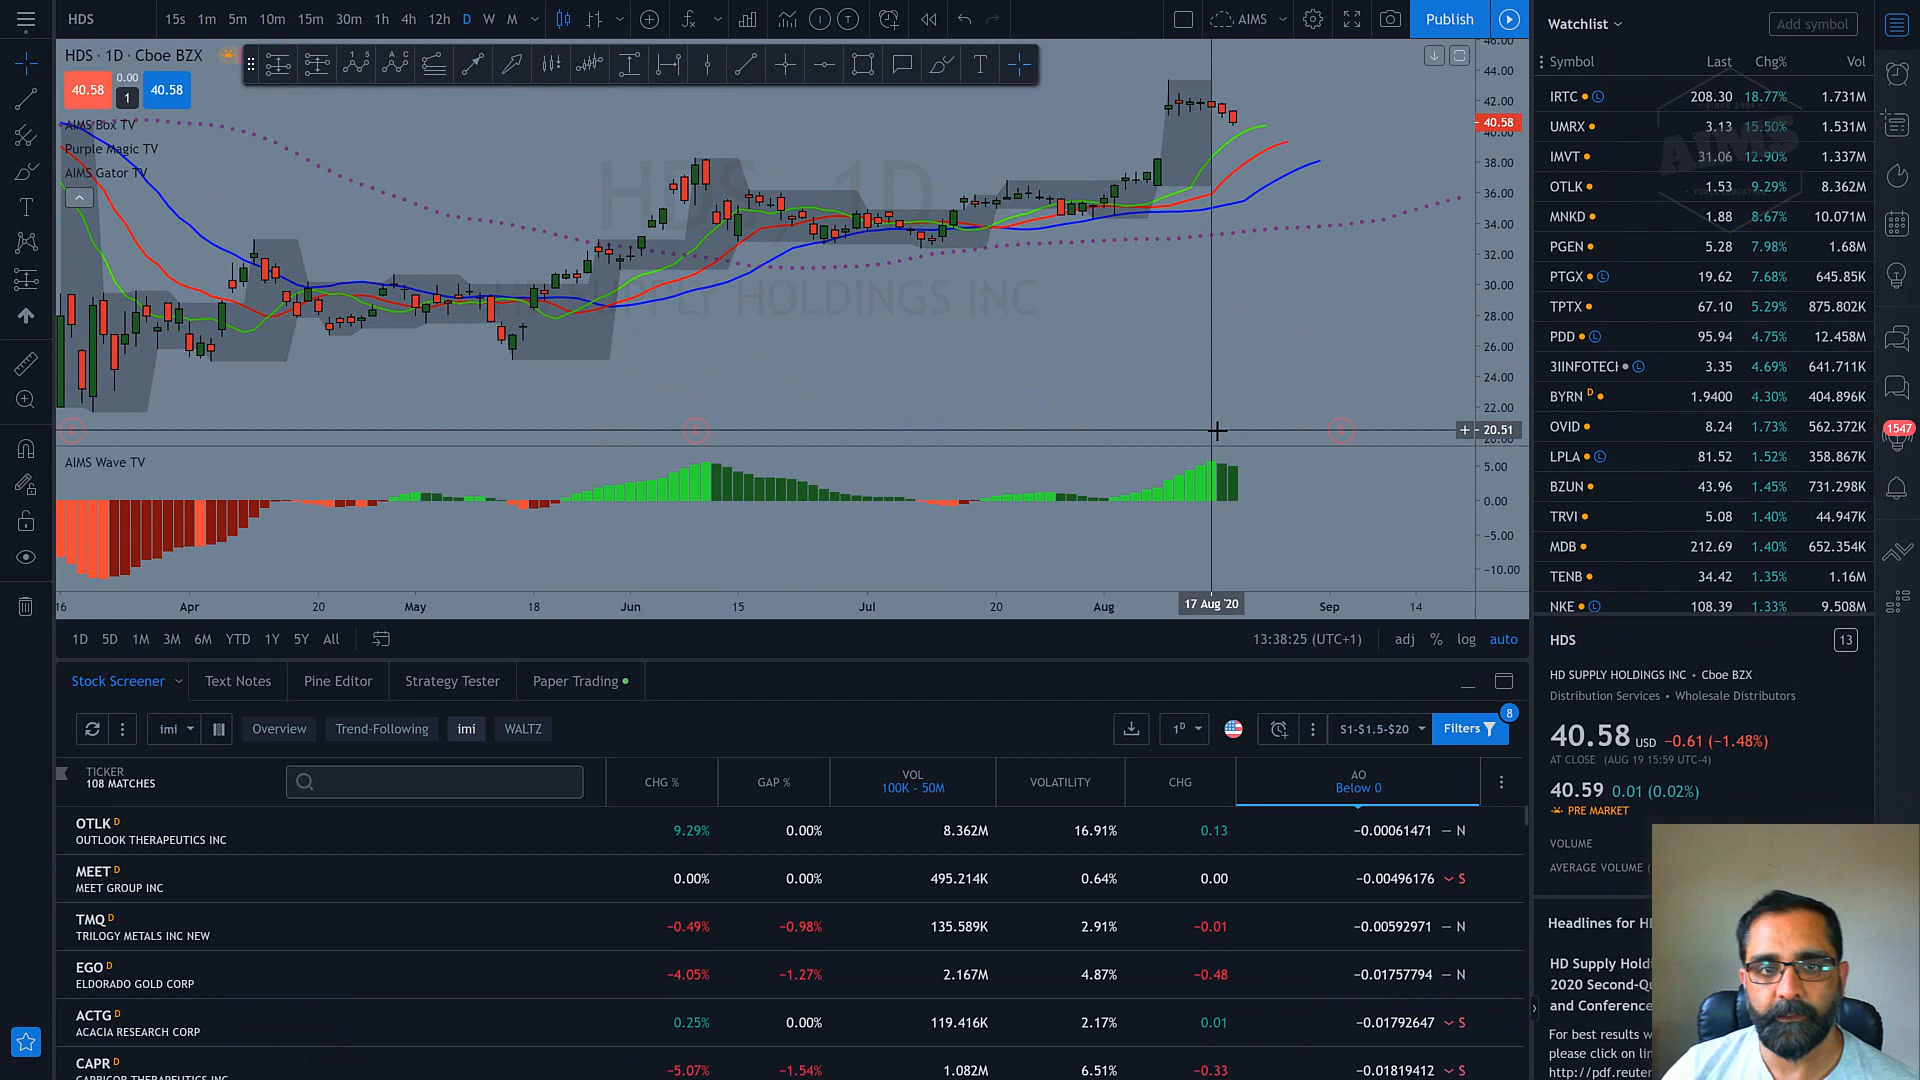 HDS
15s 1m 5m 10m 15m 30m 1h 4h 12h D W M
AIMS
Publish
HDS · 1D · Cboe BZX
40.58
0.00
1
40.58
AIMS Box TV
Purple Magic TV
AIMS Gator TV
HDS, 1D
HD SUPPLY HOLDINGS INC
46.00
44.00
42.00
40.58
40.00
38.00
36.00
34.00
32.00
30.00
28.00
26.00
24.00
22.00
20.51
20.00
AIMS Wave TV
5.00
0.00
−5.00
−10.00
16 Apr 20 May 18 Jun 15 Jul 20 Aug 17 Aug '20 Sep 14
1D 5D 1M 3M 6M YTD 1Y 5Y All
13:38:25 (UTC+1) adj % log auto
Stock Screener Text Notes Pine Editor Strategy Tester Paper Trading
imi Overview Trend-Following imi WALTZ
1D
S1-$1.5-$20
Filters
8
TICKER
108 MATCHES
CHG %
GAP %
VOL
100K - 50M
VOLATILITY
CHG
AO
Below 0
OTLK D
OUTLOOK THERAPEUTICS INC
9.29% 0.00% 8.362M 16.91% 0.13 −0.00061471 — N
MEET D
MEET GROUP INC
0.00% 0.00% 495.214K 0.64% 0.00 −0.00496176 S
TMQ D
TRILOGY METALS INC NEW
−0.49% −0.98% 135.589K 2.91% −0.01 −0.00592971 — N
EGO D
ELDORADO GOLD CORP
−4.05% −1.27% 2.167M 4.87% −0.48 −0.01757794 — N
ACTG D
ACACIA RESEARCH CORP
0.25% 0.00% 119.416K 2.17% 0.01 −0.01792647 S
CAPR D
CAPRICOR THERAPEUTICS INC
−5.07% −1.54% 1.082M 6.51% −0.33 −0.01819412 S
Watchlist
Add symbol
Symbol Last Chg% Vol
IRTC L 208.30 18.77% 1.731M
UMRX 3.13 15.50% 1.531M
IMVT 31.06 12.90% 1.337M
OTLK 1.53 9.29% 8.362M
MNKD 1.88 8.67% 10.071M
PGEN 5.28 7.98% 1.68M
PTGX L 19.62 7.68% 645.85K
TPTX 67.10 5.29% 875.802K
PDD L 95.94 4.75% 12.458M
3IINFOTECH L 3.35 4.69% 641.711K
BYRN D 1.9400 4.30% 404.896K
OVID 8.24 1.73% 562.372K
LPLA L 81.52 1.52% 358.867K
BZUN 43.96 1.45% 731.298K
TRVI 5.08 1.40% 44.947K
MDB 212.69 1.40% 652.354K
TENB 34.42 1.35% 1.16M
NKE L 108.39 1.33% 9.508M
AIMS
1547
HDS
13
HD SUPPLY HOLDINGS INC • Cboe BZX
Distribution Services • Wholesale Distributors
40.58 USD −0.61 (−1.48%)
AT CLOSE (AUG 19 15:59 UTC-4)
40.59 0.01 (0.02%)
PRE MARKET
VOLUME
AVERAGE VOLUME (
Headlines for H
HD Supply Hold
2020 Second-Qu
and Conference
For best results w
please click on lin
http://pdf.reuter